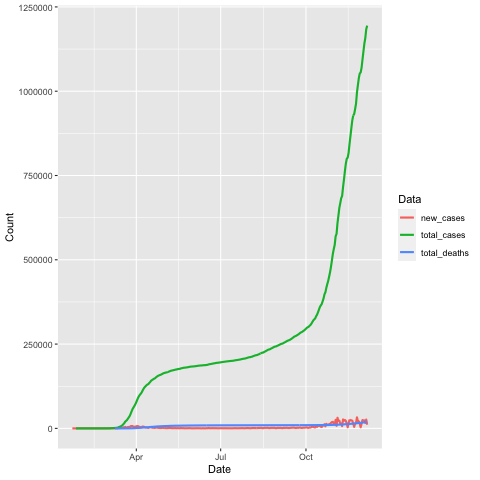 1250000
1000000
750000
500000
250000
0
Count
Apr
Jul
Oct
Date
Data
new_cases
total_cases
total_deaths